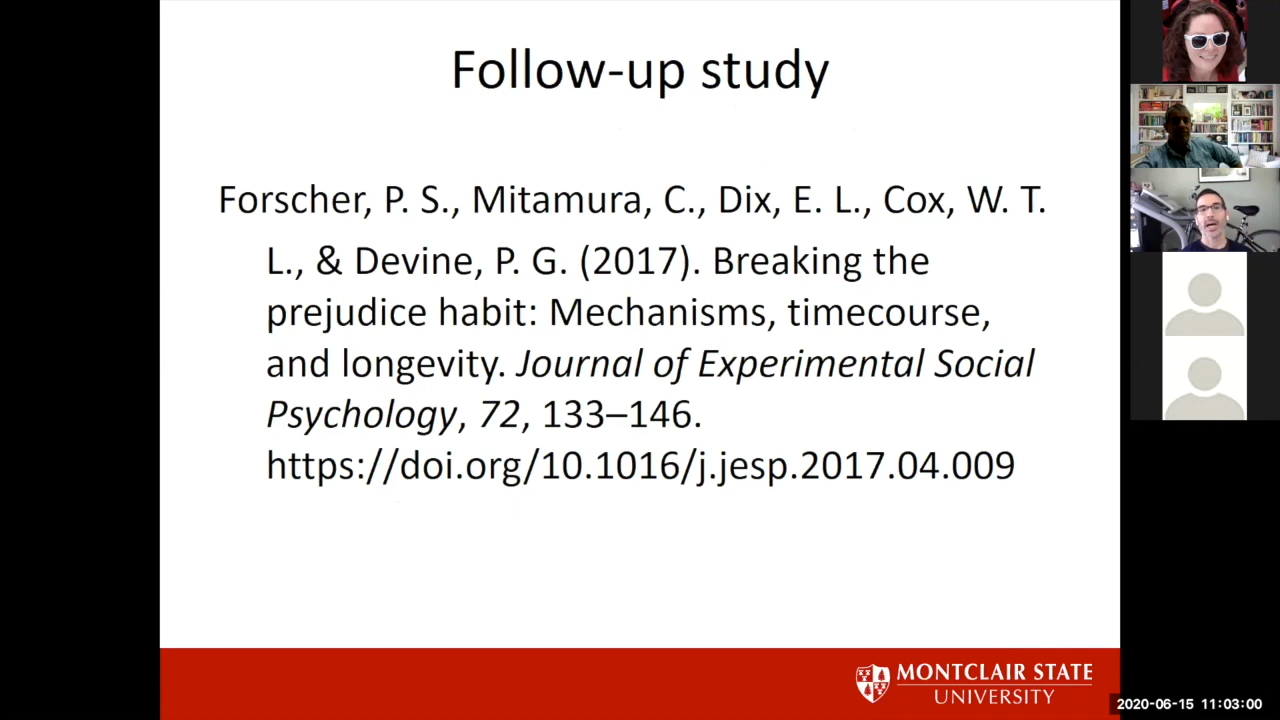 Follow-up study
Forscher, P. S., Mitamura, C., Dix, E. L., Cox, W. T.
L., & Devine, P. G. (2017). Breaking the
prejudice habit: Mechanisms, timecourse,
and longevity. Journal of Experimental Social
Psychology, 72, 133–146.
https://doi.org/10.1016/j.jesp.2017.04.009
MONTCLAIR STATE
UNIVERSITY
2020-06-15 11:03:00